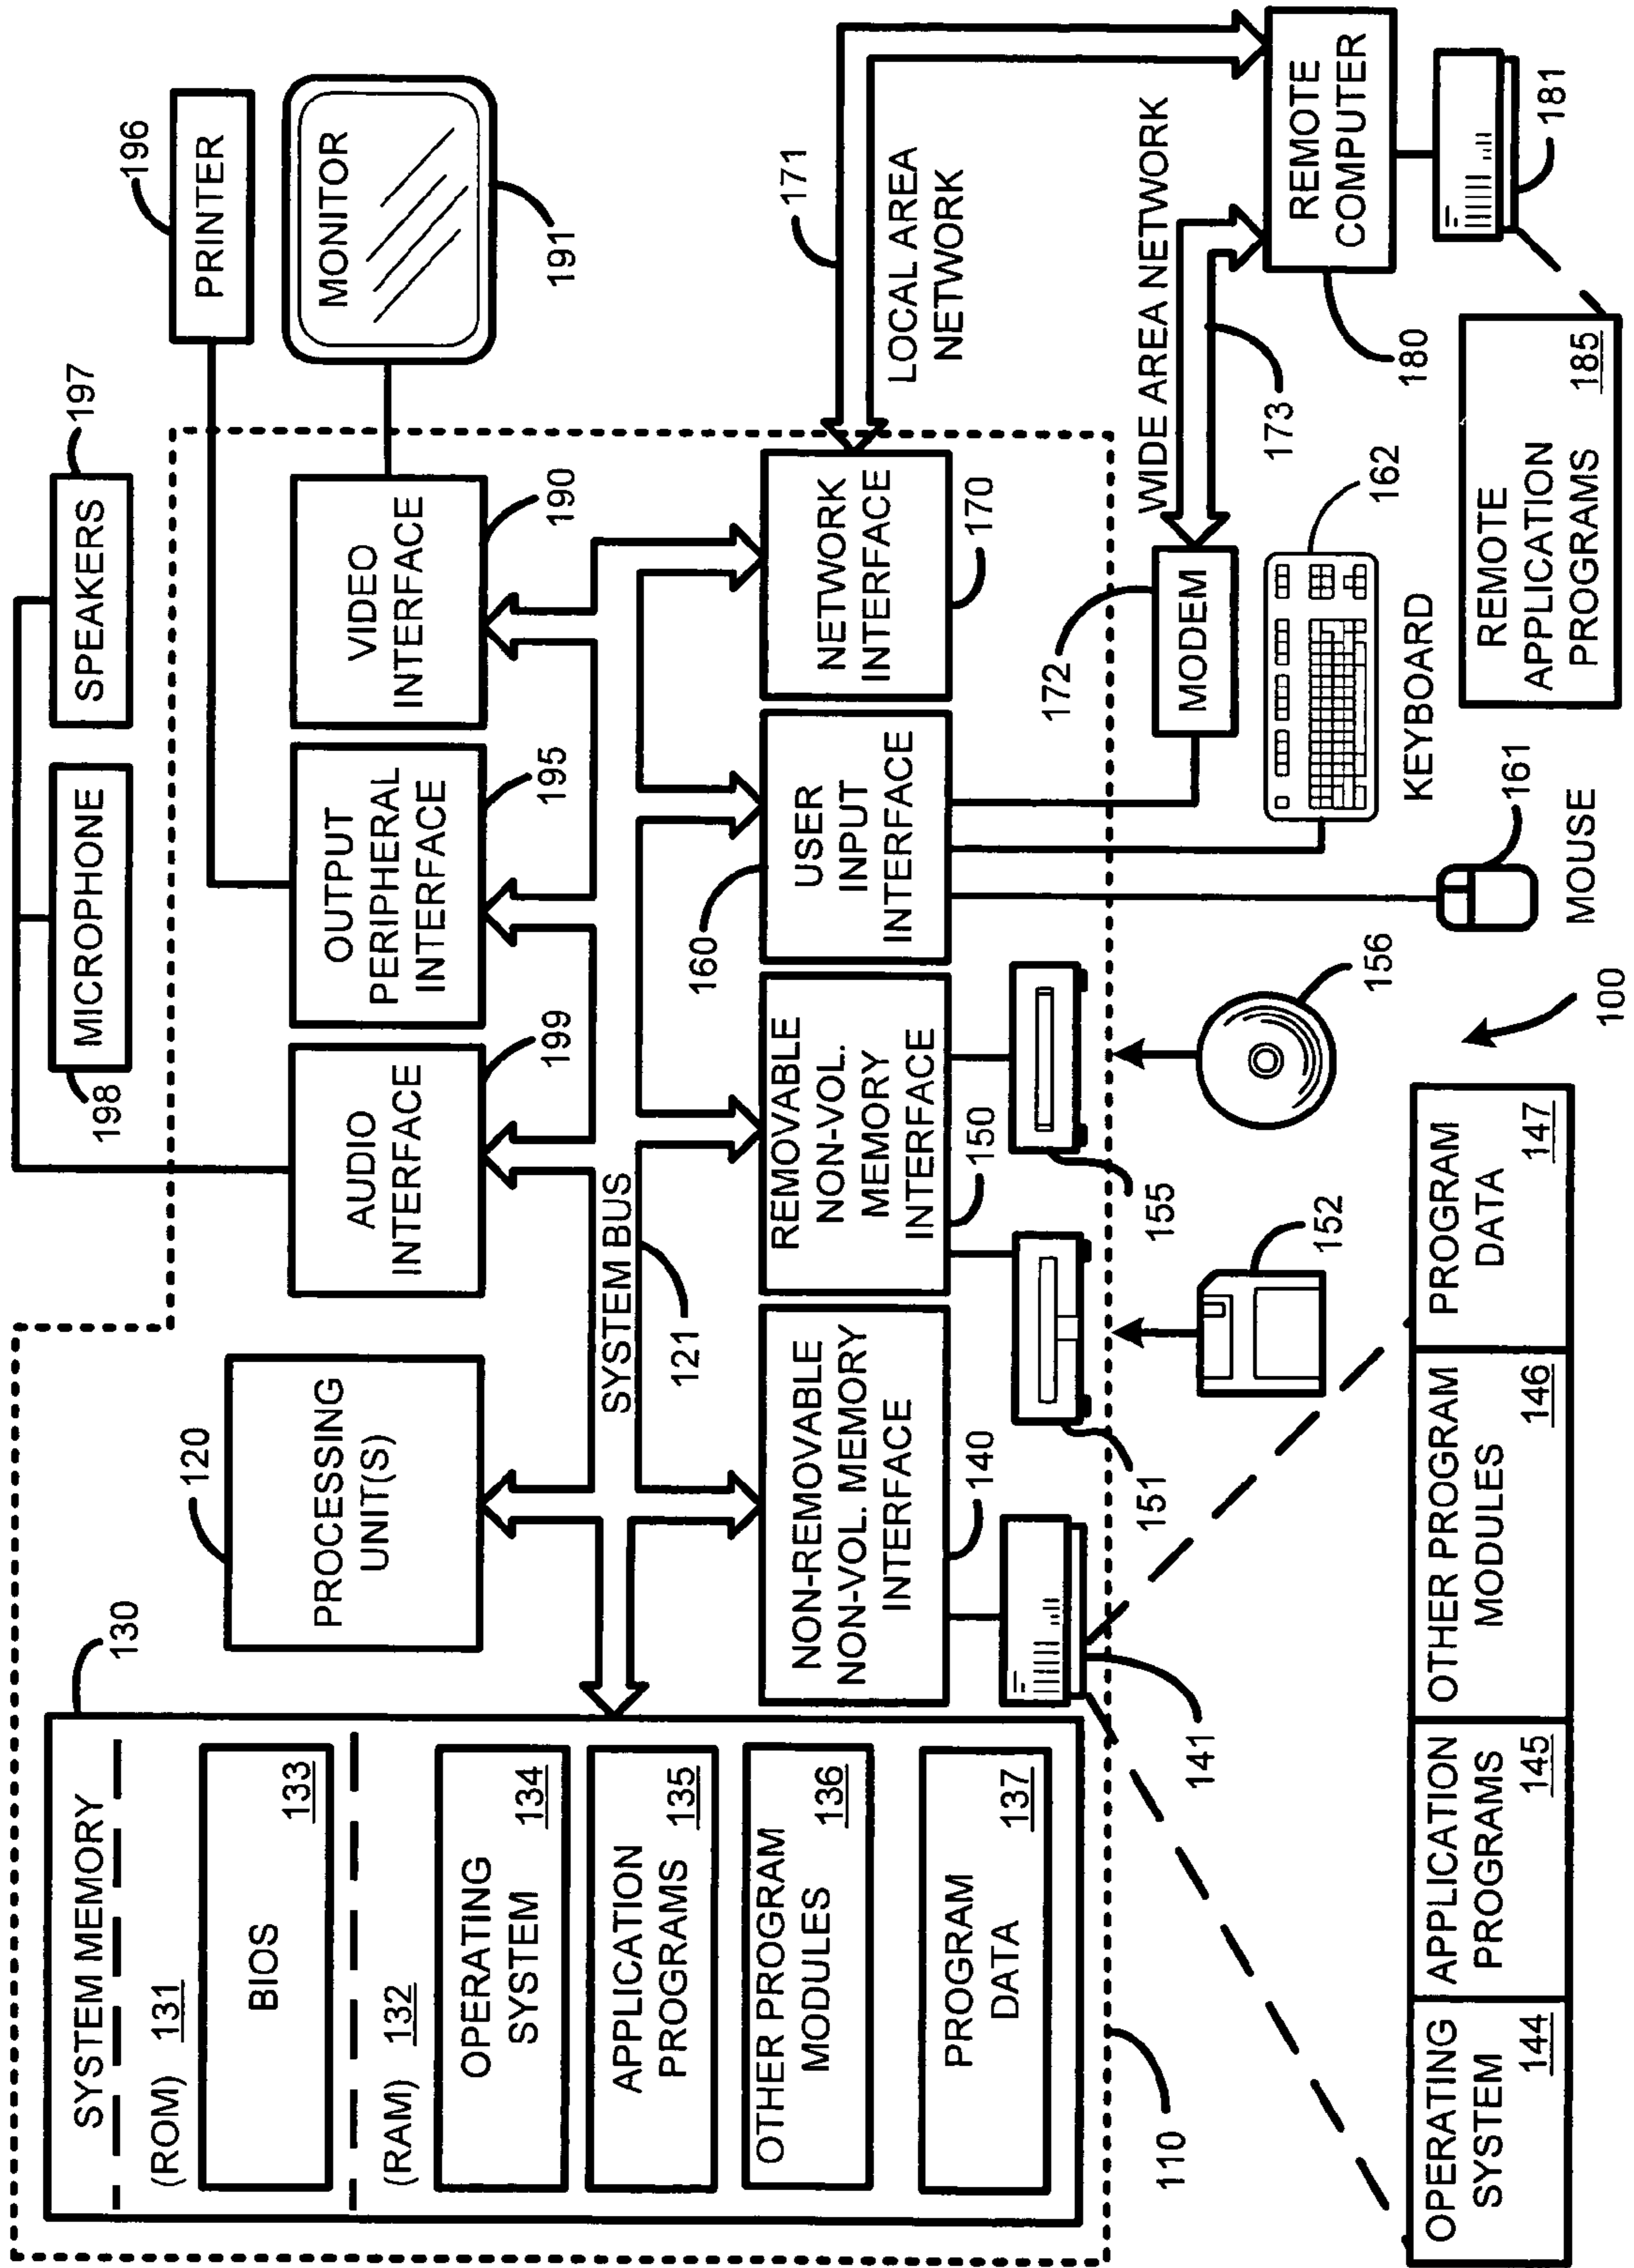 SYSTEM MEMORY
130
(ROM) 131
BIOS
133
(RAM) 132
OPERATING
SYSTEM
134
APPLICATION
PROGRAMS
135
OTHER PROGRAM
MODULES
136
PROGRAM
DATA
137
110
120
PROCESSING
UNIT(S)
SYSTEM BUS
121
198
MICROPHONE
SPEAKERS
197
196
PRINTER
AUDIO
INTERFACE
199
OUTPUT
PERIPHERAL
INTERFACE
195
VIDEO
INTERFACE
190
MONITOR
191
NON-REMOVABLE
NON-VOL. MEMORY
INTERFACE
140
REMOVABLE
NON-VOL.
MEMORY
INTERFACE
150
160
USER
INPUT
INTERFACE
NETWORK
INTERFACE
170
171
LOCAL AREA
NETWORK
141
151
155
152
156
172
MODEM
WIDE AREA NETWORK
173
162
KEYBOARD
161
MOUSE
REMOTE
COMPUTER
180
181
REMOTE
APPLICATION
PROGRAMS
185
100
OPERATING
SYSTEM
144
APPLICATION
PROGRAMS
145
OTHER PROGRAM
MODULES
146
PROGRAM
DATA
147